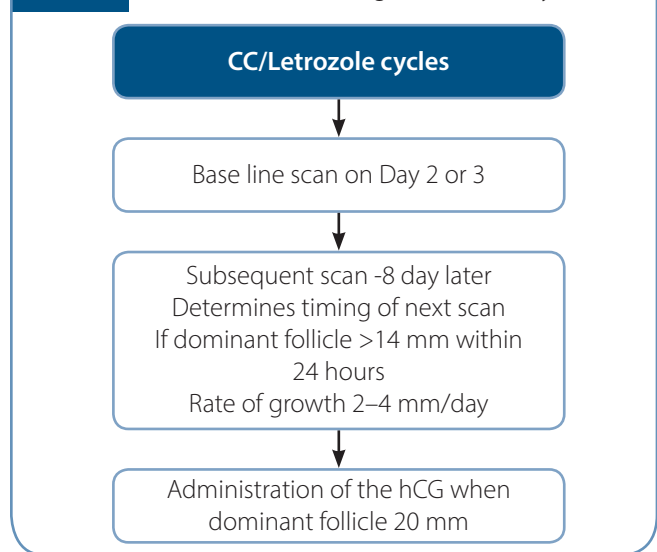 CC/Letrozole cycles
Base line scan on Day 2 or 3
Subsequent scan -8 day later
Determines timing of next scan
If dominant follicle >14 mm within
24 hours
Rate of growth 2–4 mm/day
Administration of the hCG when
dominant follicle 20 mm